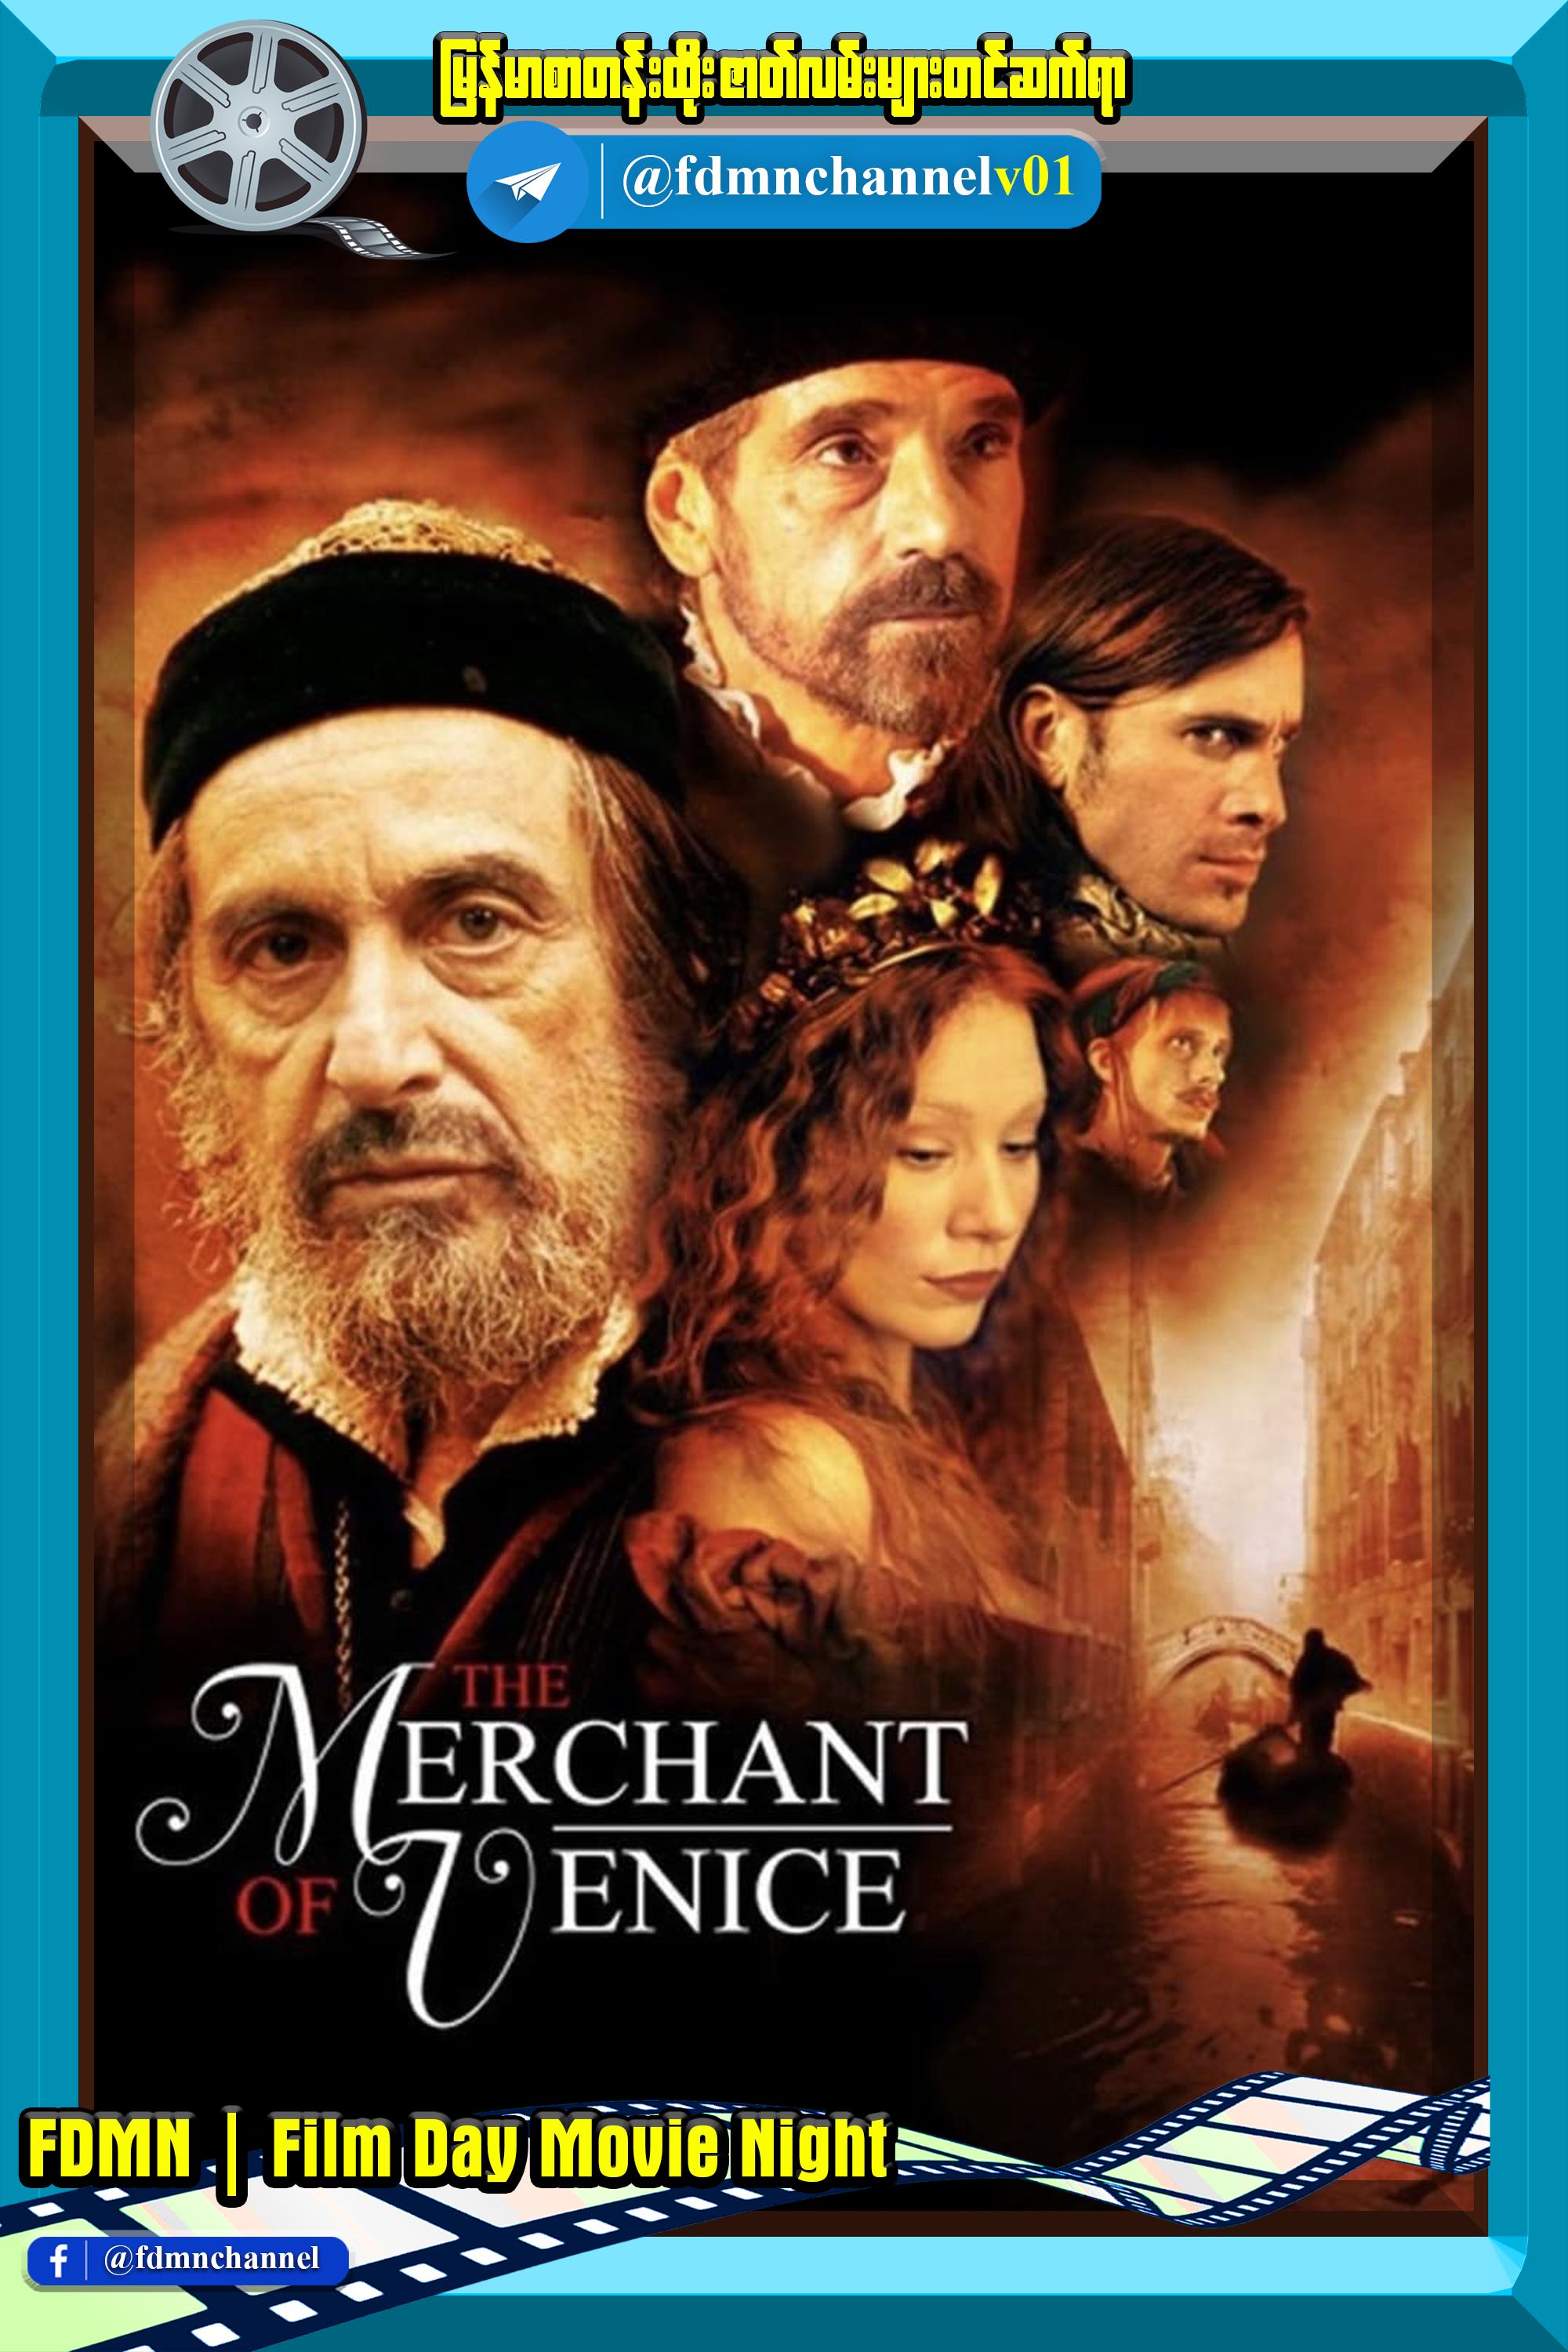 မြန်မာစာတန်းထိုး ဇာတ်လမ်းများတင်ဆက်ရာ
@fdmnchannelv01
THE
MERCHANT
OF VENICE
FDMN | Film Day Movie Night
f | @fdmnchannel